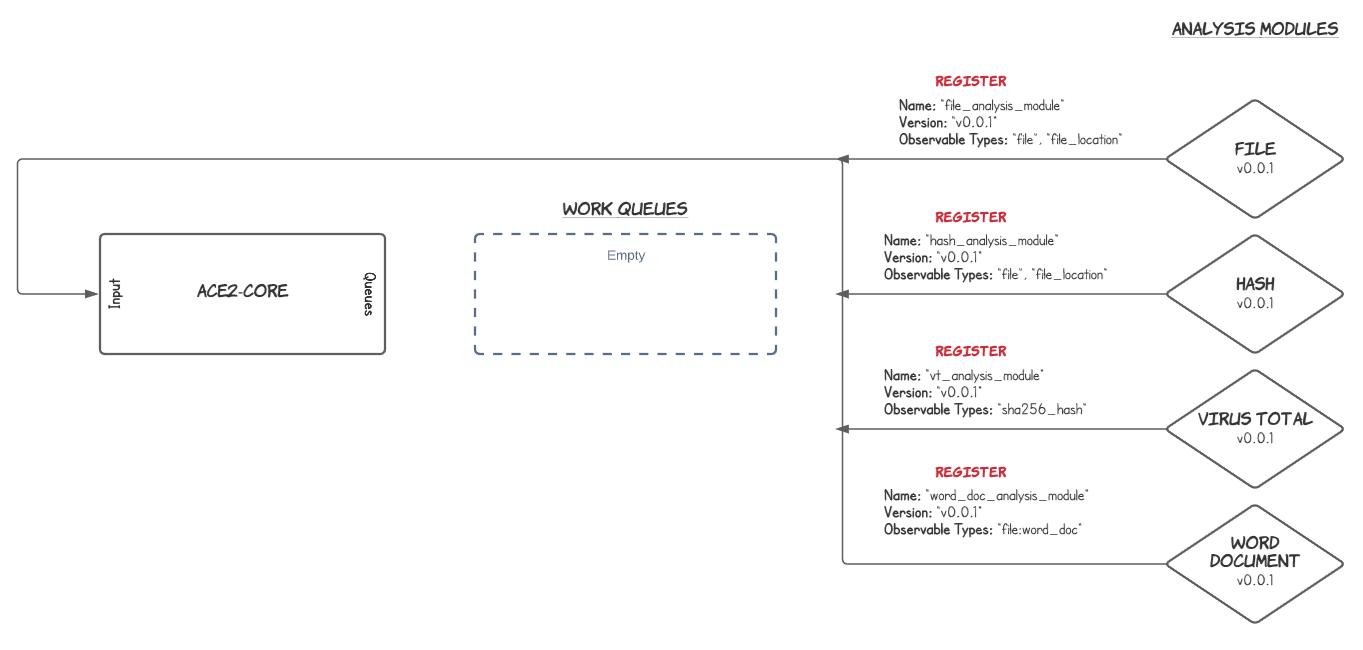 ANALYSIS MODULES
REGISTER
Name: "file_analysis_module"
Version: "v0.0.1"
Observable Types: "file", "file_location"
FILE
v0.0.1
WORK QUEUES
Empty
Input
ACE2-CORE
Queues
REGISTER
Name: "hash_analysis_module"
Version: "v0.0.1"
Observable Types: "file", "file_location"
HASH
v0.0.1
REGISTER
Name: "vt_analysis_module"
Version: "v0.0.1"
Observable Types: "sha256_hash"
VIRUS TOTAL
v0.0.1
REGISTER
Name: "word_doc_analysis_module"
Version: "v0.0.1"
Observable Types: "file:word_doc"
WORD
DOCUMENT
v0.0.1